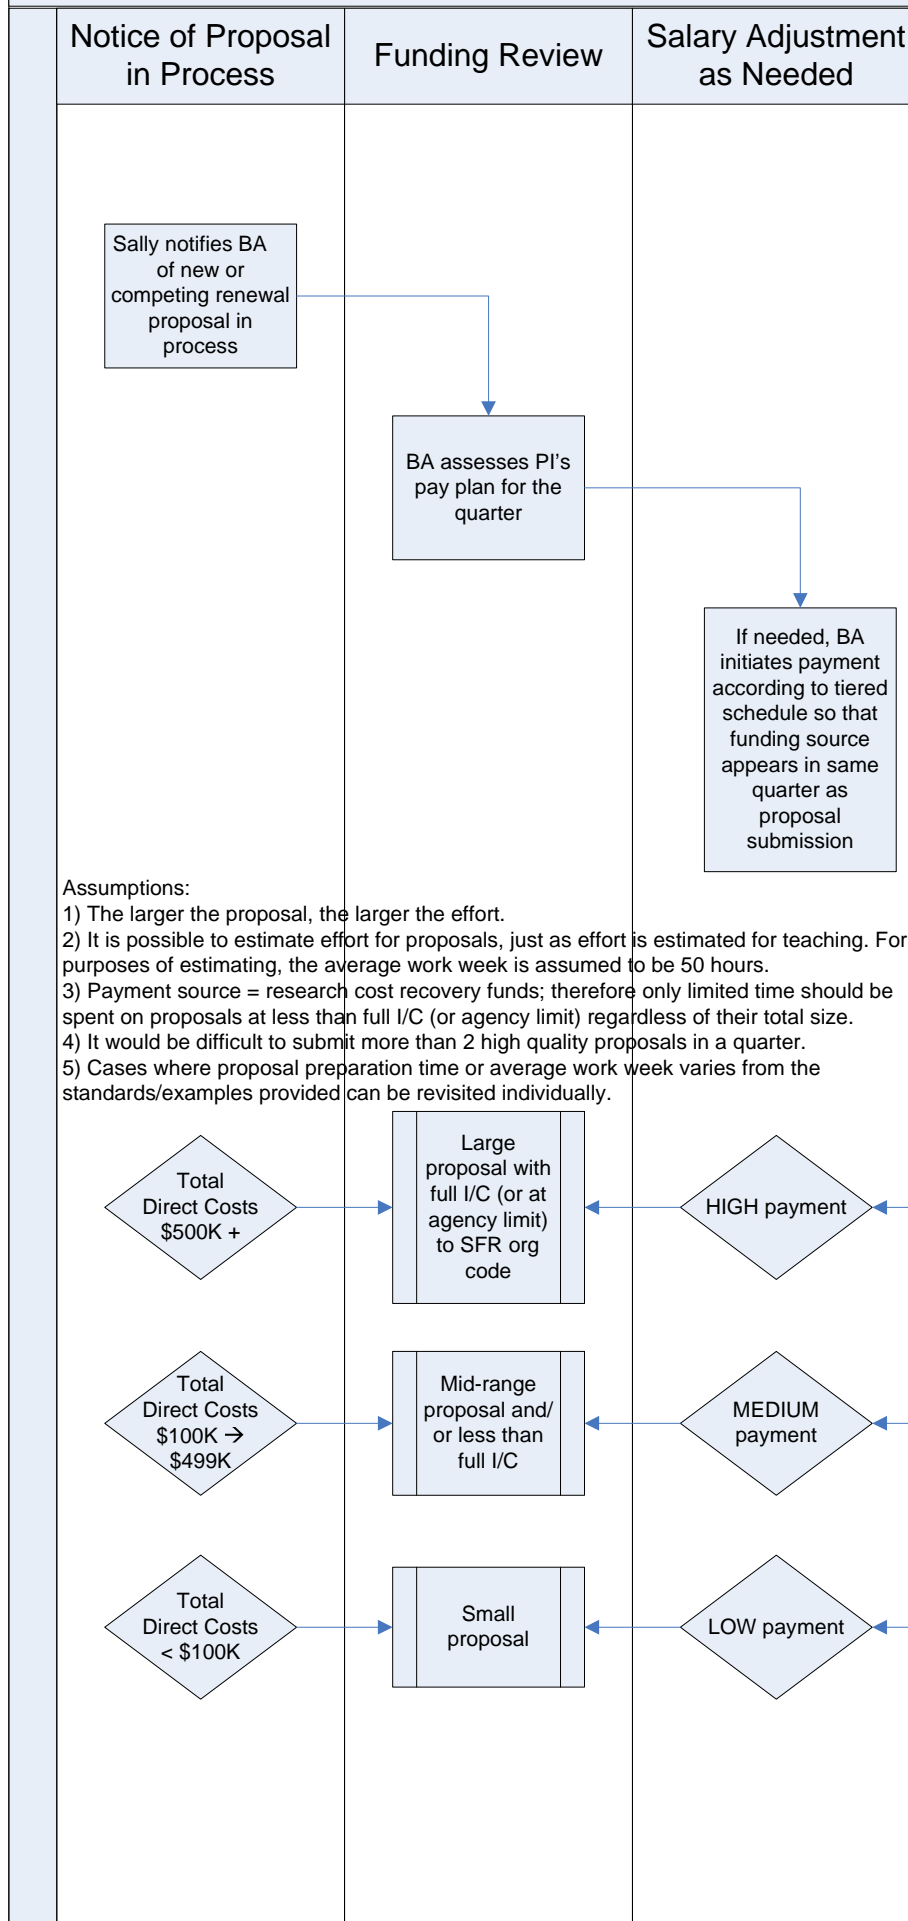 Notice of Proposal
in Process
Funding Review
Salary Adjustment
as Needed
Sally notifies BA
of new or
competing renewal
proposal in
process
BA assesses PI’s
pay plan for the
quarter
If needed, BA
initiates payment
according to tiered
schedule so that
funding source
appears in same
quarter as
proposal
submission
Assumptions:
1) The larger the proposal, the larger the effort.
2) It is possible to estimate effort for proposals, just as effort is estimated for teaching. For
purposes of estimating, the average work week is assumed to be 50 hours.
3) Payment source = research cost recovery funds; therefore only limited time should be
spent on proposals at less than full I/C (or agency limit) regardless of their total size.
4) It would be difficult to submit more than 2 high quality proposals in a quarter.
5) Cases where proposal preparation time or average work week varies from the
standards/examples provided can be revisited individually.
Total
Direct Costs
$500K +
Large
proposal with
full I/C (or at
agency limit)
to SFR org
code
HIGH payment
Total
Direct Costs
$100K →
$499K
Mid-range
proposal and/
or less than
full I/C
MEDIUM
payment
Total
Direct Costs
< $100K
Small
proposal
LOW payment